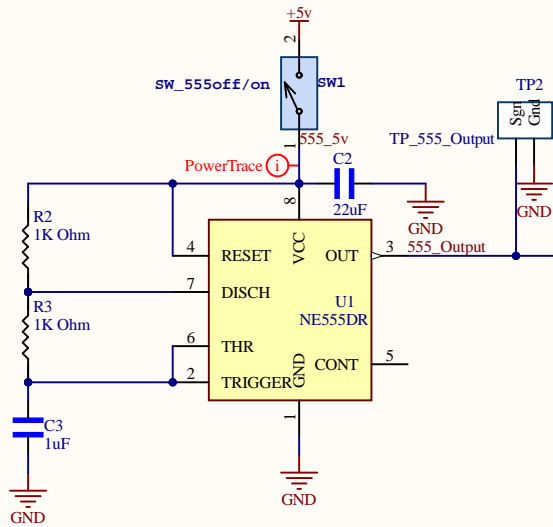 +5v
2
SW_555off/on
SW1
TP2
Sgn
Gnd
555_5v
TP_555_Output
1
PowerTrace
i
C2
22uF
GND
GND
8
R2
1K Ohm
4
RESET
VCC
OUT
3
555_Output
7
DISCH
U1
NE555DR
R3
1K Ohm
6
THR
CONT
5
2
TRIGGER
GND
1
C3
1uF
GND
GND